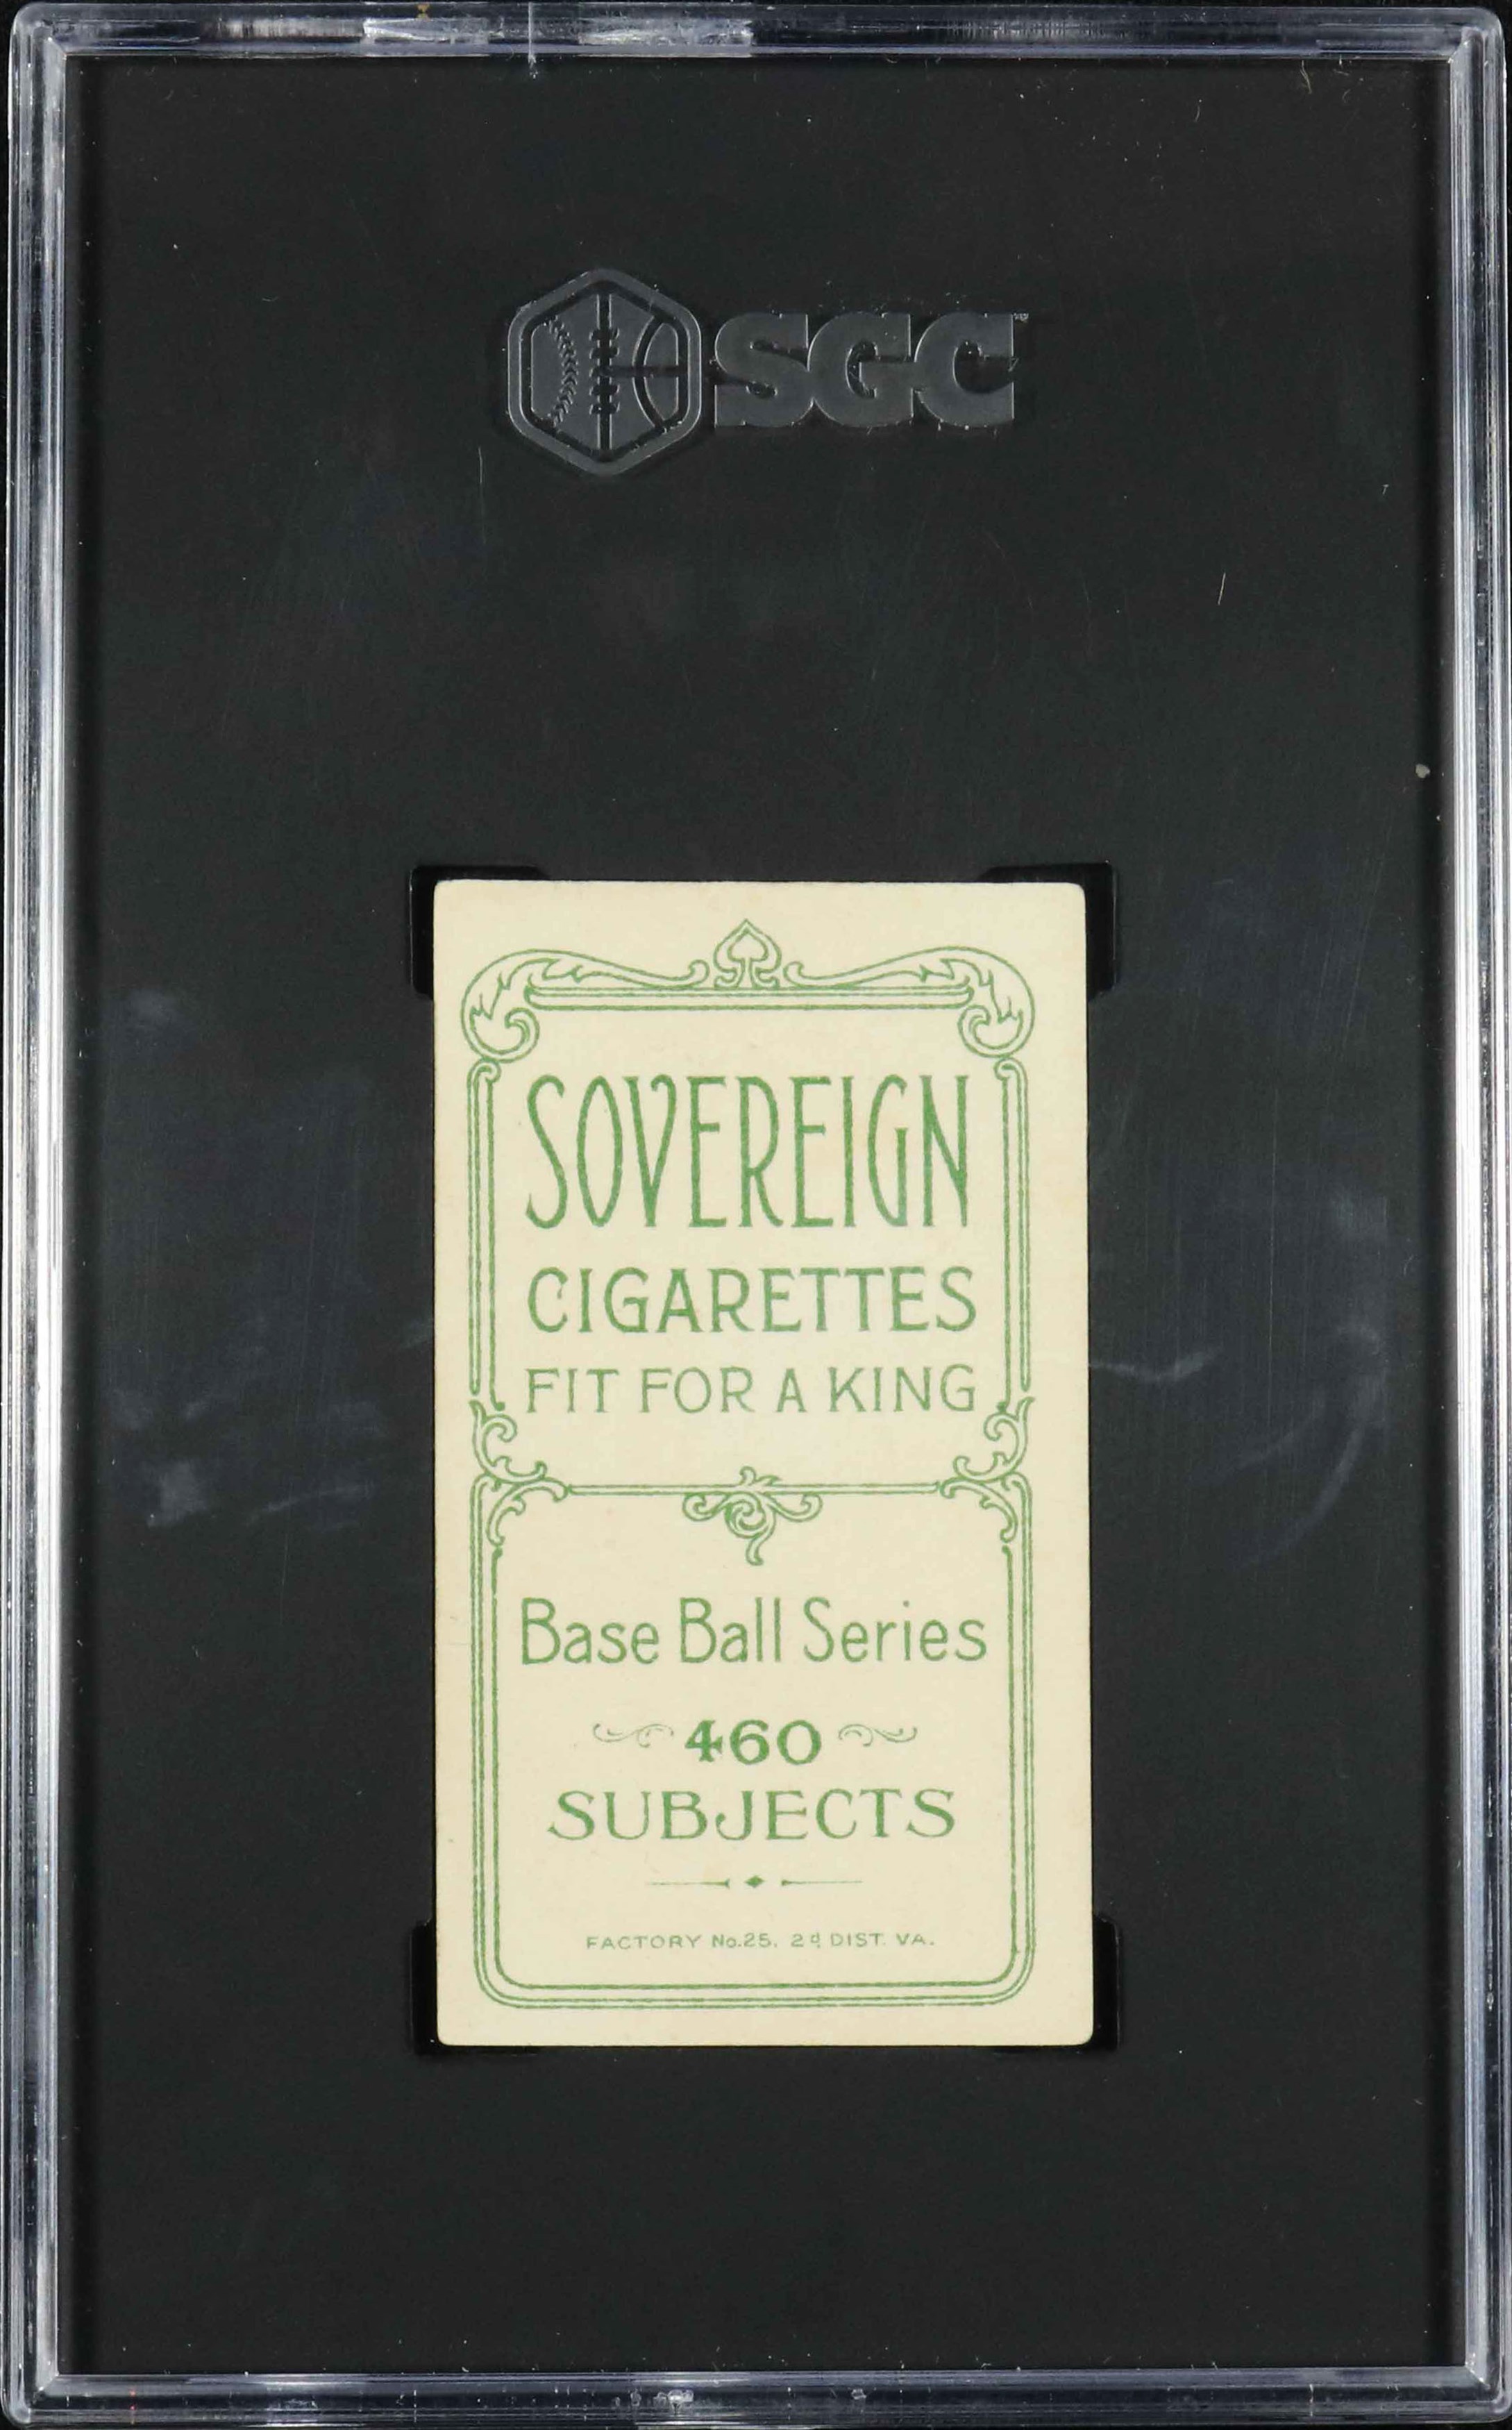 SGC
SOVEREIGN
CIGARETTES
FIT FOR A KING
Base Ball Series
460
SUBJECTS
FACTORY No.25. 2d DIST. VA.